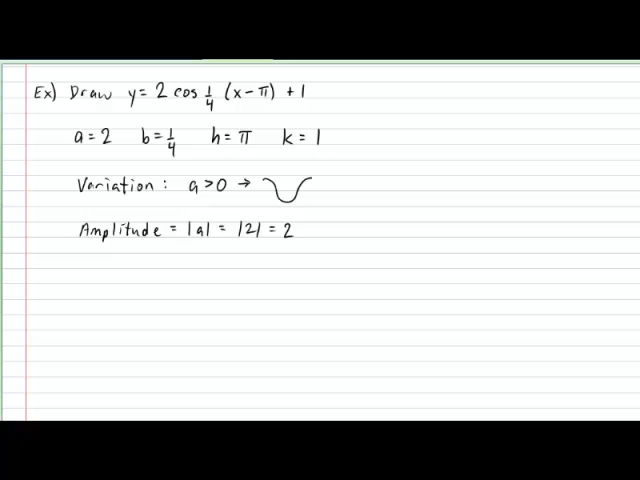 Ex) Draw y = 2 cos 1/4 (x - π) + 1
a = 2 b = 1/4 h = π k = 1
Variation : a > 0 →
Amplitude = |a| = |2| = 2